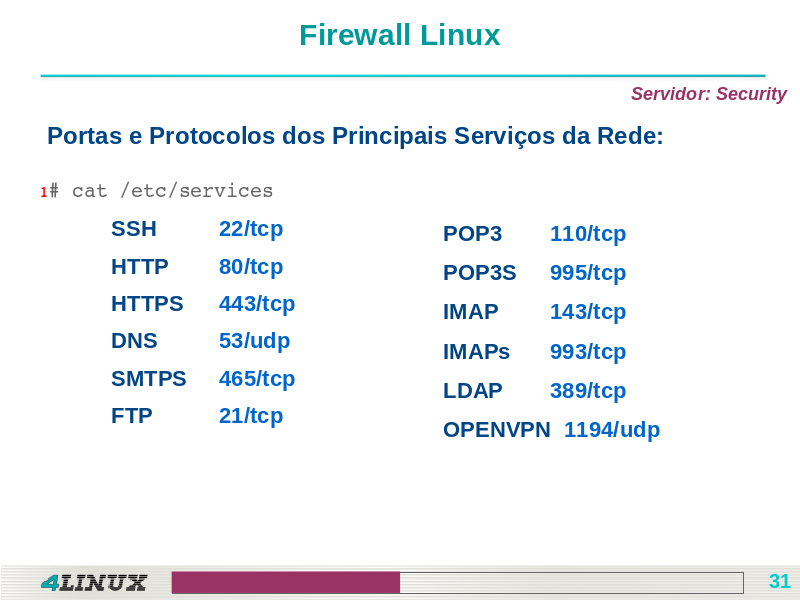 Firewall Linux
Servidor: Security
Portas e Protocolos dos Principais Serviços da Rede:
1# cat /etc/services
SSH 22/tcp
HTTP 80/tcp
HTTPS 443/tcp
DNS 53/udp
SMTPS 465/tcp
FTP 21/tcp
POP3 110/tcp
POP3S 995/tcp
IMAP 143/tcp
IMAPs 993/tcp
LDAP 389/tcp
OPENVPN 1194/udp
4LINUX
31